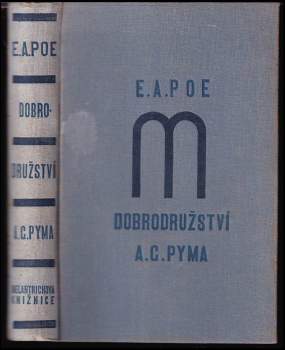 E.A.POE
DOBRO-
DRUŽSTVÍ
A.G.PYMA
MELANTRICHOVA
KNIŽNICE
E.A.POE
m
DOBRODRUŽSTVÍ
A.G.PYMA